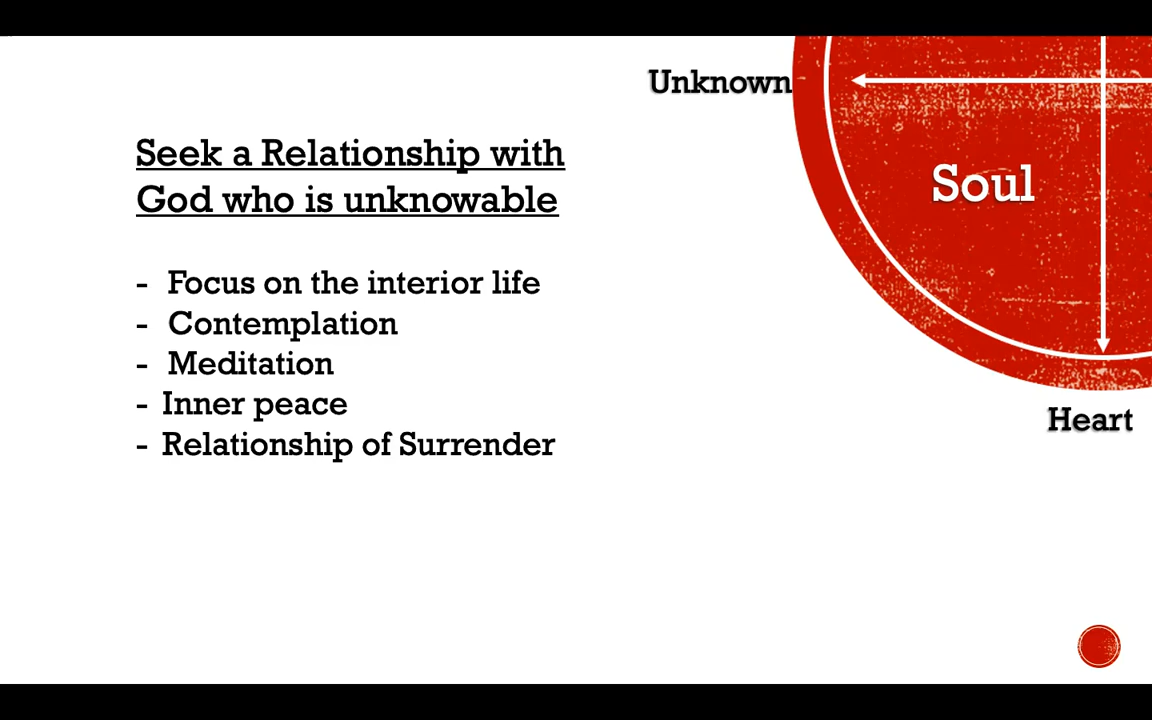 Unknown
Seek a Relationship with
God who is unknowable
Soul
- Focus on the interior life
- Contemplation
- Meditation
- Inner peace
- Relationship of Surrender
Heart